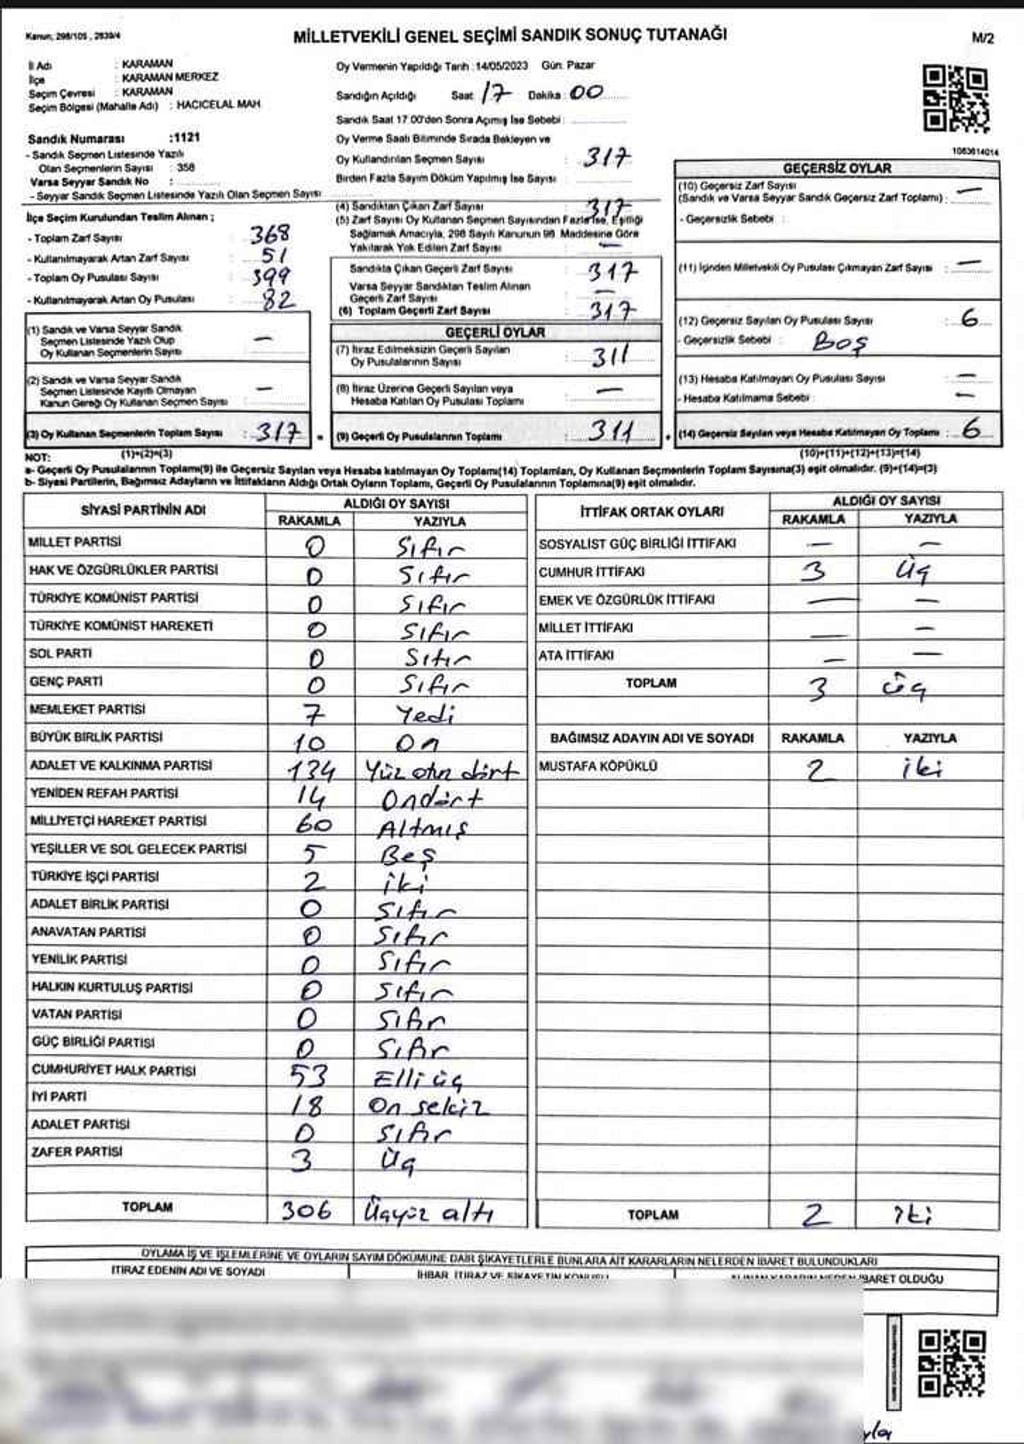 Kanun, 298/105 , 2839/4
MİLLETVEKİLİ GENEL SEÇİMİ SANDIK SONUÇ TUTANAĞI
M/2
İl Adı : KARAMAN
İlçe : KARAMAN MERKEZ
Seçim Çevresi : KARAMAN
Seçim Bölgesi (Mahalle Adı) : HACICELAL MAH
Sandık Numarası :1121
- Sandık Seçmen Listesinde Yazılı
Olan Seçmenlerin Sayısı : 358
Varsa Seyyar Sandık No :
- Seyyar Sandık Seçmen Listesinde Yazılı Olan Seçmen Sayısı :
Oy Vermenin Yapıldığı Tarih : 14/05/2023 Gün: Pazar
Sandığın Açıldığı Saat: 17 Dakika: 00
Sandık Saat 17 00'den Sonra Açımış İse Sebebi :
Oy Verme Saati Bitiminde Sırada Bekleyen ve
Oy Kullandırılan Seçmen Sayısı : 317
Birden Fazla Sayım Döküm Yapılmış İse Sayısı :
1083614014
İlçe Seçim Kurulundan Teslim Alınan ;
- Toplam Zarf Sayısı : 368
- Kullanılmayarak Artan Zarf Sayısı : 51
- Toplam Oy Pusulası Sayısı : 399
- Kullanılmayarak Artan Oy Pusulası : 82
(1) Sandık ve Varsa Seyyar Sandık
Seçmen Listesinde Yazılı Olup
Oy Kullanan Seçmenlerin Sayısı : —
(2) Sandık ve Varsa Seyyar Sandık
Seçmen Listesinde Kayıtlı Olmayan
Kanun Gereği Oy Kullanan Seçmen Sayısı : —
(3) Oy Kullanan Seçmenlerin Toplam Sayısı : 317
(1)+(2)=(3)
(4) Sandıktan Çıkan Zarf Sayısı : 317
(5) Zarf Sayısı Oy Kullanan Seçmen Sayısından Fazla İse, Eşitliği
Sağlamak Amacıyla, 298 Sayılı Kanunun 98. Maddesine Göre
Yakılarak Yok Edilen Zarf Sayısı : —
Sandıkta Çıkan Geçerli Zarf Sayısı : 317
Varsa Seyyar Sandıktan Teslim Alınan
Geçerli Zarf Sayısı : —
(6) Toplam Geçerli Zarf Sayısı : 317
GEÇERLİ OYLAR
(7) İtiraz Edilmeksizin Geçerli Sayılan
Oy Pusulalarının Sayısı : 311
(8) İtiraz Üzerine Geçerli Sayılan veya
Hesaba Katılan Oy Pusulası Toplamı : —
(9) Geçerli Oy Pusulalarının Toplamı : 311
GEÇERSİZ OYLAR
(10) Geçersiz Zarf Sayısı
(Sandık ve Varsa Seyyar Sandık Geçersiz Zarf Toplamı) : —
- Geçersizlik Sebebi :
(11) İçinden Milletvekili Oy Pusulası Çıkmayan Zarf Sayısı : —
(12) Geçersiz Sayılan Oy Pusulası Sayısı : 6
- Geçersizlik Sebebi : Boş
(13) Hesaba Katılmayan Oy Pusulası Sayısı : —
- Hesaba Katılmama Sebebi : —
(14) Geçersiz Sayılan veya Hesaba Katılmayan Oy Toplamı : 6
(10)+(11)+(12)+(13)=(14)
NOT:
a- Geçerli Oy Pusulalarının Toplamı(9) ile Geçersiz Sayılan veya Hesaba katılmayan Oy Toplamı(14) Toplamları, Oy Kullanan Seçmenlerin Toplam Sayısına(3) eşit olmalıdır. (9)+(14)=(3)
b- Siyasi Partilerin, Bağımsız Adayların ve İttifakların Aldığı Ortak Oyların Toplamı, Geçerli Oy Pusulalarının Toplamına(9) eşit olmalıdır.
SİYASİ PARTİNİN ADI ALDIĞI OY SAYISI
RAKAMLA YAZIYLA
MİLLET PARTİSİ 0 Sıfır
HAK VE ÖZGÜRLÜKLER PARTİSİ 0 Sıfır
TÜRKİYE KOMÜNİST PARTİSİ 0 Sıfır
TÜRKİYE KOMÜNİST HAREKETİ 0 Sıfır
SOL PARTİ 0 Sıfır
GENÇ PARTİ 0 Sıfır
MEMLEKET PARTİSİ 7 Yedi
BÜYÜK BİRLİK PARTİSİ 10 On
ADALET VE KALKINMA PARTİSİ 134 Yüz otuz dört
YENİDEN REFAH PARTİSİ 14 Ondört
MİLLİYETÇİ HAREKET PARTİSİ 60 Altmış
YEŞİLLER VE SOL GELECEK PARTİSİ 5 Beş
TÜRKİYE İŞÇİ PARTİSİ 2 iki
ADALET BİRLİK PARTİSİ 0 Sıfır
ANAVATAN PARTİSİ 0 Sıfır
YENİLİK PARTİSİ 0 Sıfır
HALKIN KURTULUŞ PARTİSİ 0 Sıfır
VATAN PARTİSİ 0 Sıfır
GÜÇ BİRLİĞİ PARTİSİ 0 Sıfır
CUMHURİYET HALK PARTİSİ 53 Elli üç
İYİ PARTİ 18 On sekiz
ADALET PARTİSİ 0 Sıfır
ZAFER PARTİSİ 3 Üç
TOPLAM 306 Üçyüz altı
İTTİFAK ORTAK OYLARI ALDIĞI OY SAYISI
RAKAMLA YAZIYLA
SOSYALİST GÜÇ BİRLİĞİ İTTİFAKI — —
CUMHUR İTTİFAKI 3 Üç
EMEK VE ÖZGÜRLÜK İTTİFAKI — —
MİLLET İTTİFAKI — —
ATA İTTİFAKI — —
TOPLAM 3 Üç
BAĞIMSIZ ADAYIN ADI VE SOYADI RAKAMLA YAZIYLA
MUSTAFA KÖPÜKLÜ 2 iki
TOPLAM 2 iki
OYLAMA İŞ VE İŞLEMLERİNE VE OYLARIN SAYIM DÖKÜMÜNE DAİR ŞİKAYETLERLE BUNLARA AİT KARARLARIN NELERDEN İBARET BULUNDUKLARI
İTİRAZ EDENİN ADI VE SOYADI
İHBAR, İTİRAZ VE ŞİKAYETİN KONUSU
ALINAN KARARIN NEDEN İBARET OLDUĞU